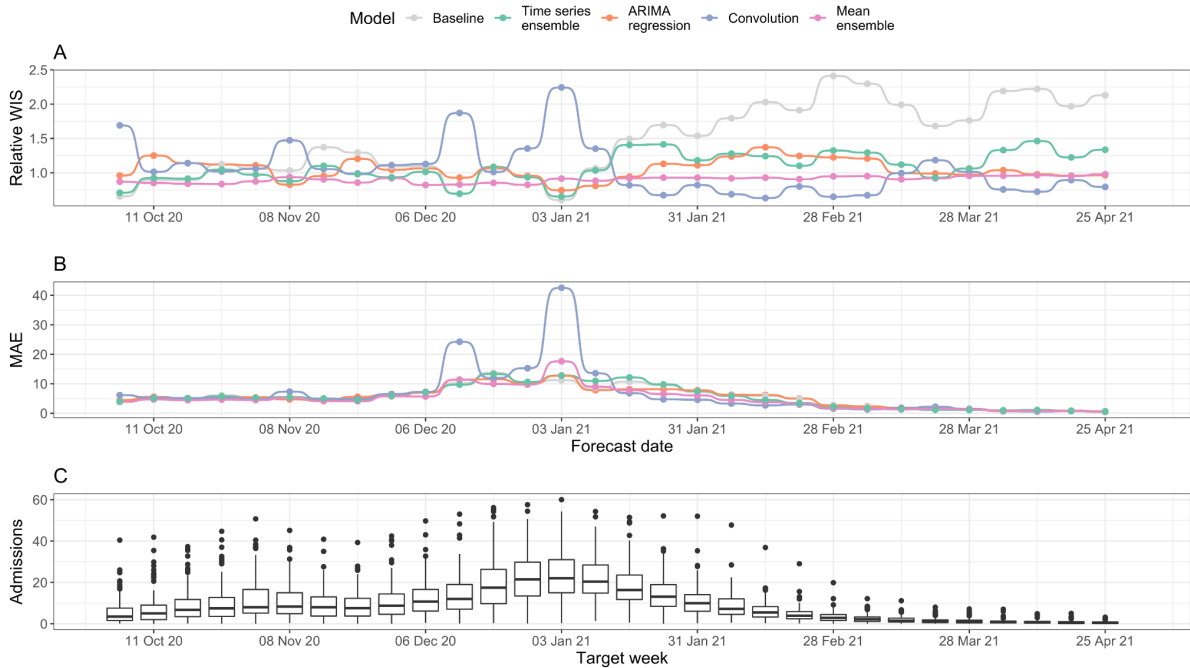 Model Baseline Time series ensemble ARIMA regression Convolution Mean ensemble
A
Relative WIS
2.5
2.0
1.5
1.0
11 Oct 20 08 Nov 20 06 Dec 20 03 Jan 21 31 Jan 21 28 Feb 21 28 Mar 21 25 Apr 21
B
MAE
40
30
20
10
0
11 Oct 20 08 Nov 20 06 Dec 20 03 Jan 21 31 Jan 21 28 Feb 21 28 Mar 21 25 Apr 21
Forecast date
C
Admissions
60
40
20
0
11 Oct 20 08 Nov 20 06 Dec 20 03 Jan 21 31 Jan 21 28 Feb 21 28 Mar 21 25 Apr 21
Target week